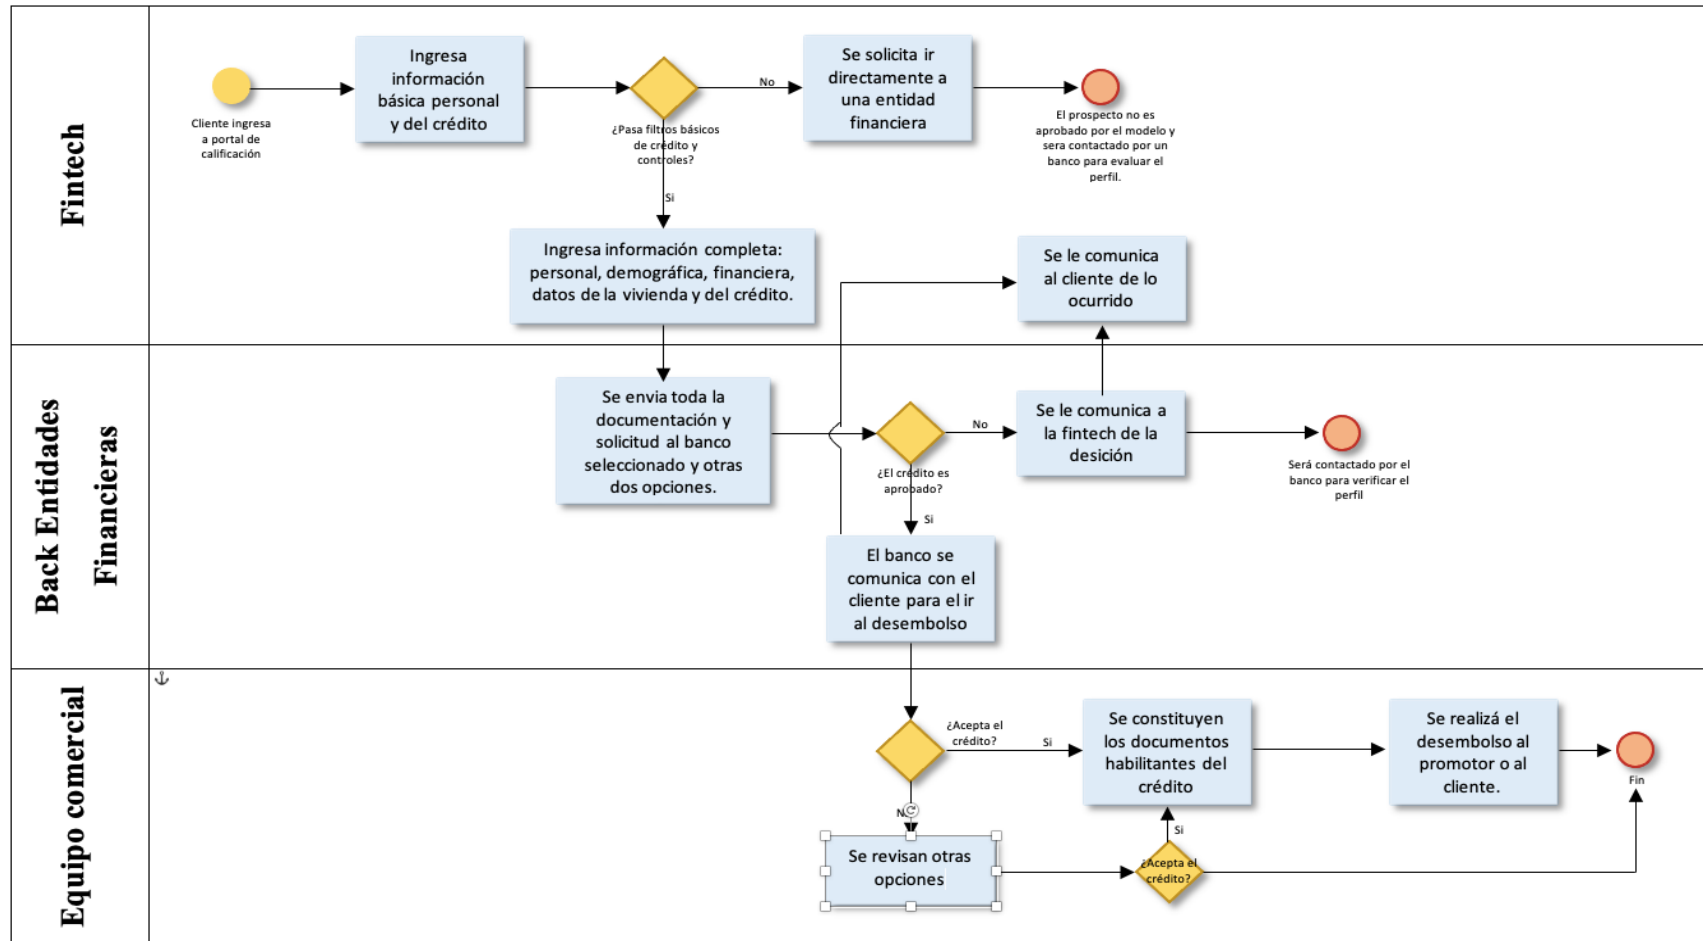 Fintech
Cliente ingresa
a portal de
calificación
Ingresa
información
básica personal
y del crédito
¿Pasa filtros básicos
de crédito y
controles?
No
Se solicita ir
directamente a
una entidad
financiera
El prospecto no es
aprobado por el modelo y
sera contactado por un
banco para evaluar el
perfil.
Si
Ingresa información completa:
personal, demográfica, financiera,
datos de la vivienda y del crédito.
Se le comunica
al cliente de lo
ocurrido
Back Entidades
Financieras
Se envia toda la
documentación y
solicitud al banco
seleccionado y otras
dos opciones.
¿El crédito es
aprobado?
No
Se le comunica a
la fintech de la
desición
Será contactado por el
banco para verificar el
perfil
Si
El banco se
comunica con el
cliente para el ir
al desembolso
Equipo comercial
¿Acepta el
crédito?
Si
Se constituyen
los documentos
habilitantes del
crédito
Se realizá el
desembolso al
promotor o al
cliente.
Fin
Se revisan otras
opciones
¿Acepta el
crédito?
Si